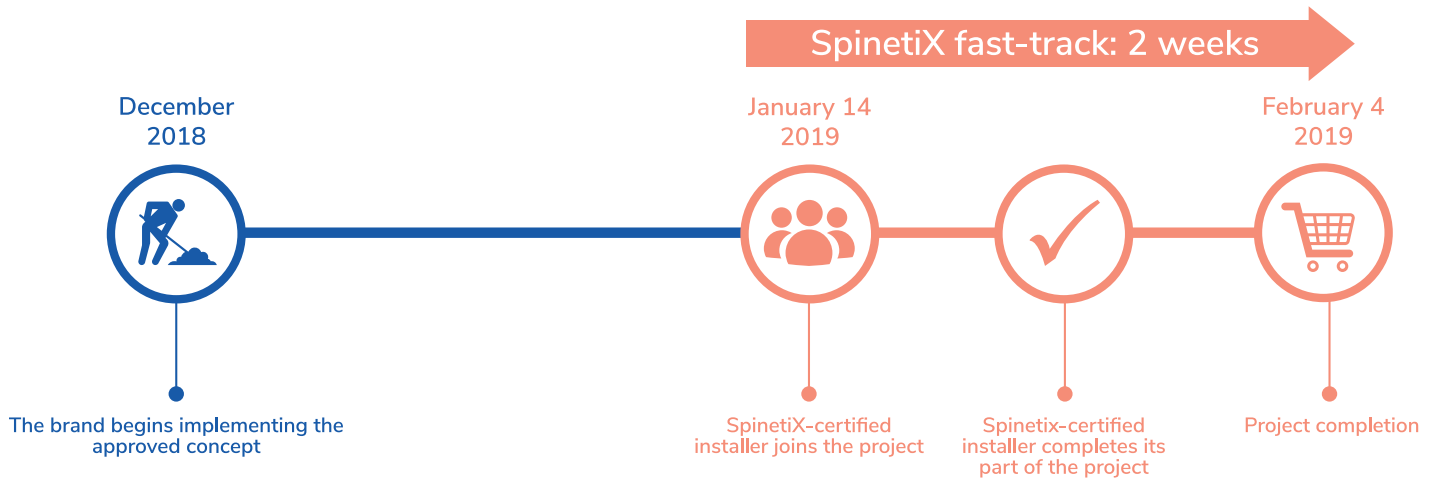 SpinetiX fast-track: 2 weeks
December
2018
January 14
2019
February 4
2019
The brand begins implementing the
approved concept
SpinetiX-certified
installer joins the project
Spinetix-certified
installer completes its
part of the project
Project completion